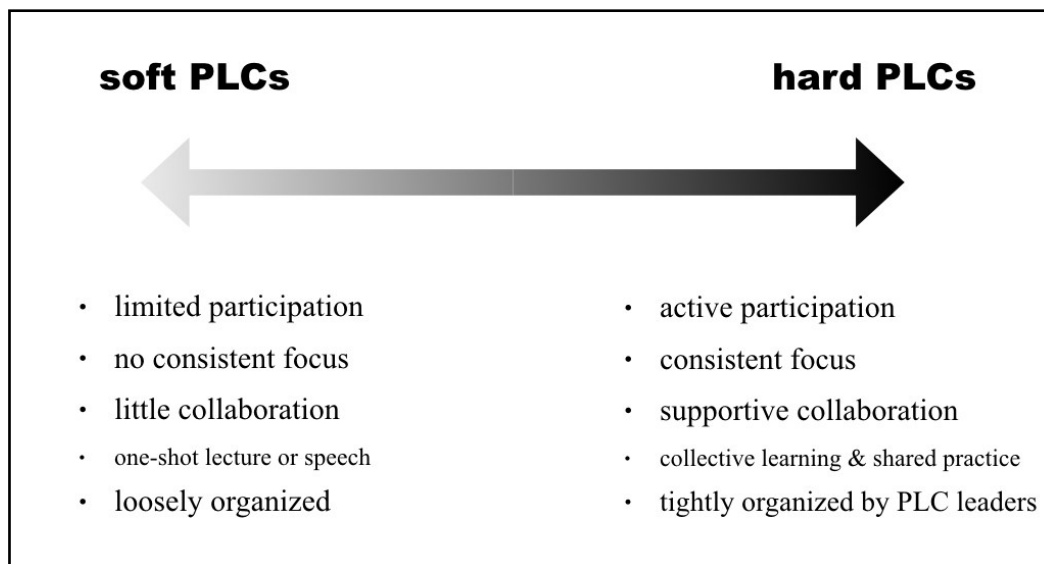 soft PLCs
hard PLCs
・ limited participation
・ no consistent focus
・ little collaboration
・ one-shot lecture or speech
・ loosely organized
・ active participation
・ consistent focus
・ supportive collaboration
・ collective learning & shared practice
・ tightly organized by PLC leaders